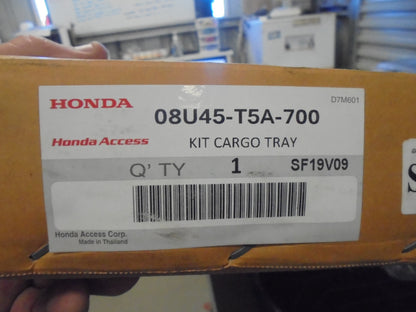 D7M601
HONDA 08U45-T5A-700
Honda Access KIT CARGO TRAY
Q' TY 1 SF19V09
Honda Access Corp.
Made in Thailand
S